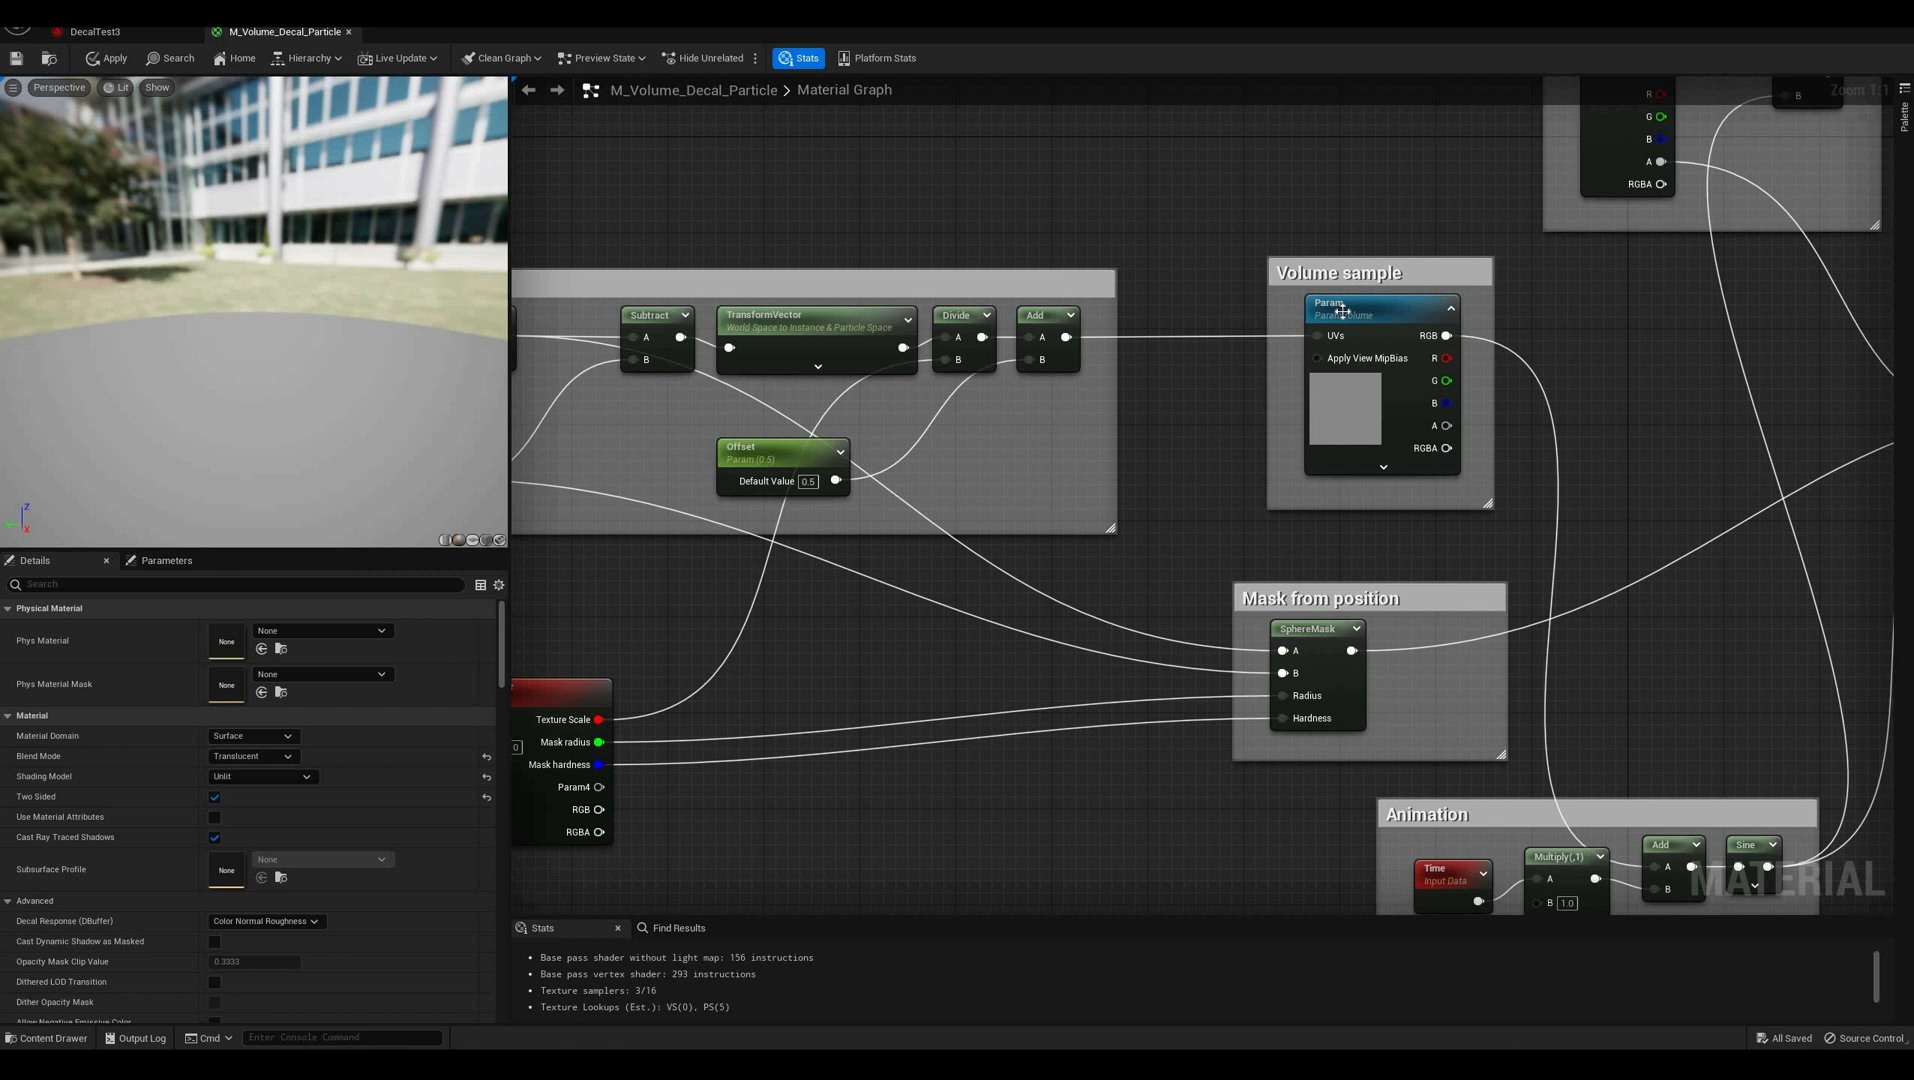 DecalTest3
M_Volume_Decal_Particle
Apply
Search
Home
Hierarchy
Live Update
Clean Graph
Preview State
Hide Unrelated
Stats
Platform Stats
Perspective
Lit
Show
M_Volume_Decal_Particle > Material Graph
Zoom 1:1
Palette
R
G
B
A
RGBA
B
Subtract
A
B
TransformVector
World Space to Instance & Particle Space
Divide
A
B
Add
A
B
Offset
Param (0.5)
Default Value 0.5
Volume sample
Param
UVs
Apply View MipBias
RGB
R
G
B
A
RGBA
Mask from position
SphereMask
A
B
Radius
Hardness
0
Texture Scale
Mask radius
Mask hardness
Param4
RGB
RGBA
Animation
Time
Input Data
Multiply(,1)
A
B 1.0
Add
A
B
Sine
MATERIAL
Z
X
Details
Parameters
Search
Physical Material
Phys Material
None
None
Phys Material Mask
None
None
Material
Material Domain
Surface
Blend Mode
Translucent
Shading Model
Unlit
Two Sided
Use Material Attributes
Cast Ray Traced Shadows
Subsurface Profile
None
None
Advanced
Decal Response (DBuffer)
Color Normal Roughness
Cast Dynamic Shadow as Masked
Opacity Mask Clip Value
0.3333
Dithered LOD Transition
Dither Opacity Mask
Allow Negative Emissive Color
Stats
Find Results
• Base pass shader without light map: 156 instructions
• Base pass vertex shader: 293 instructions
• Texture samplers: 3/16
• Texture Lookups (Est.): VS(0), PS(5)
Content Drawer
Output Log
Cmd
Enter Console Command
All Saved
Source Control